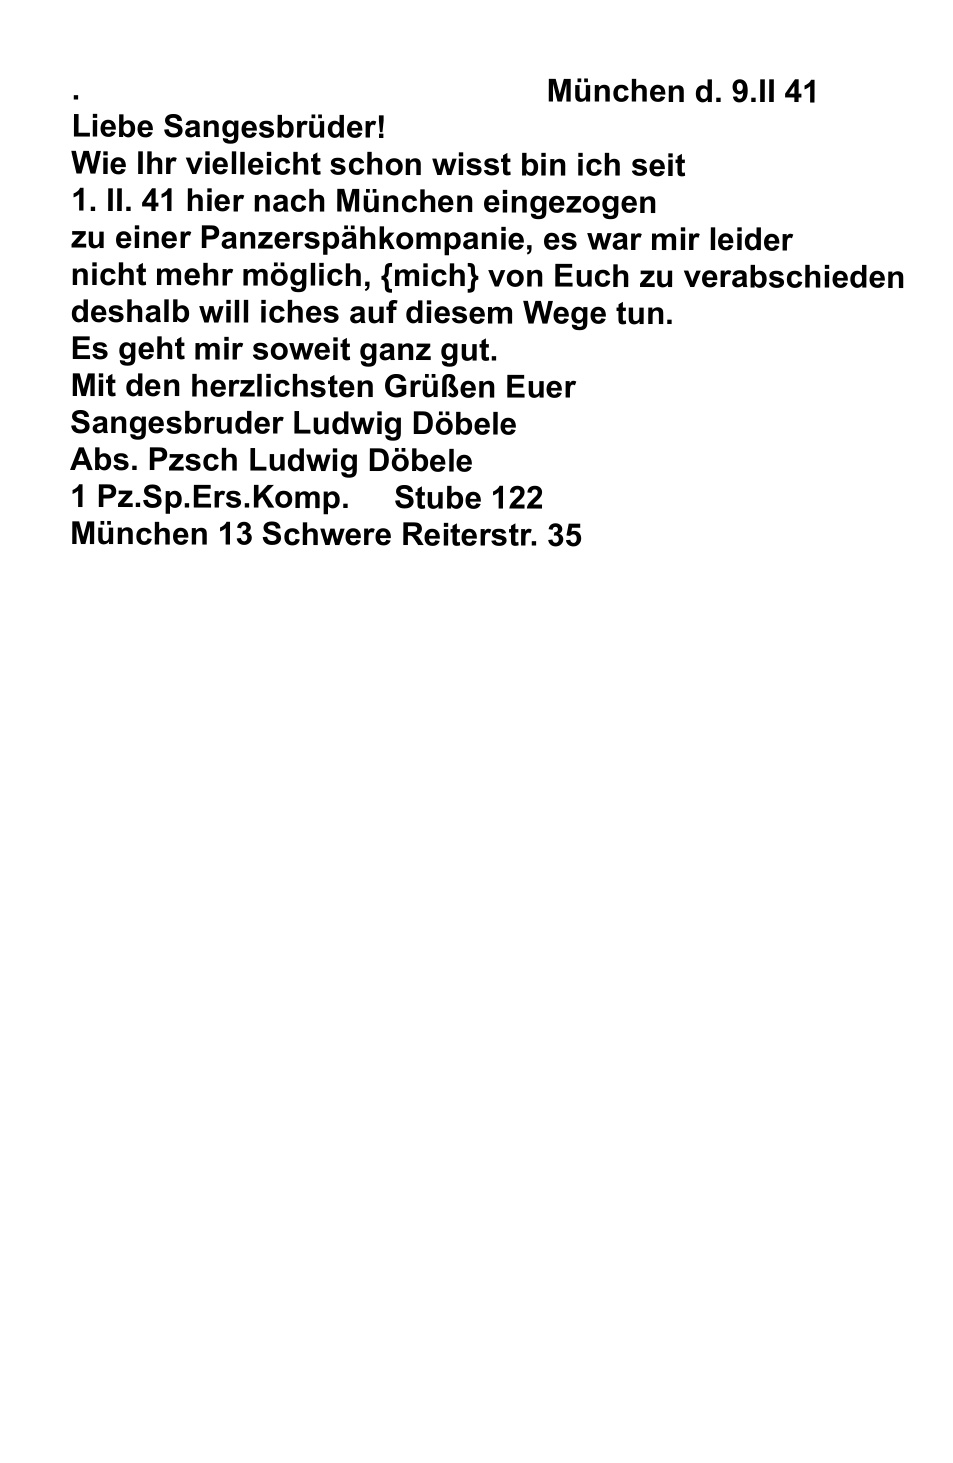 . München d. 9.II 41
Liebe Sangesbrüder!
Wie Ihr vielleicht schon wisst bin ich seit
1. II. 41 hier nach München eingezogen
zu einer Panzerspähkompanie, es war mir leider
nicht mehr möglich, {mich} von Euch zu verabschieden
deshalb will iches auf diesem Wege tun.
Es geht mir soweit ganz gut.
Mit den herzlichsten Grüßen Euer
Sangesbruder Ludwig Döbele
Abs. Pzsch Ludwig Döbele
1 Pz.Sp.Ers.Komp. Stube 122
München 13 Schwere Reiterstr. 35